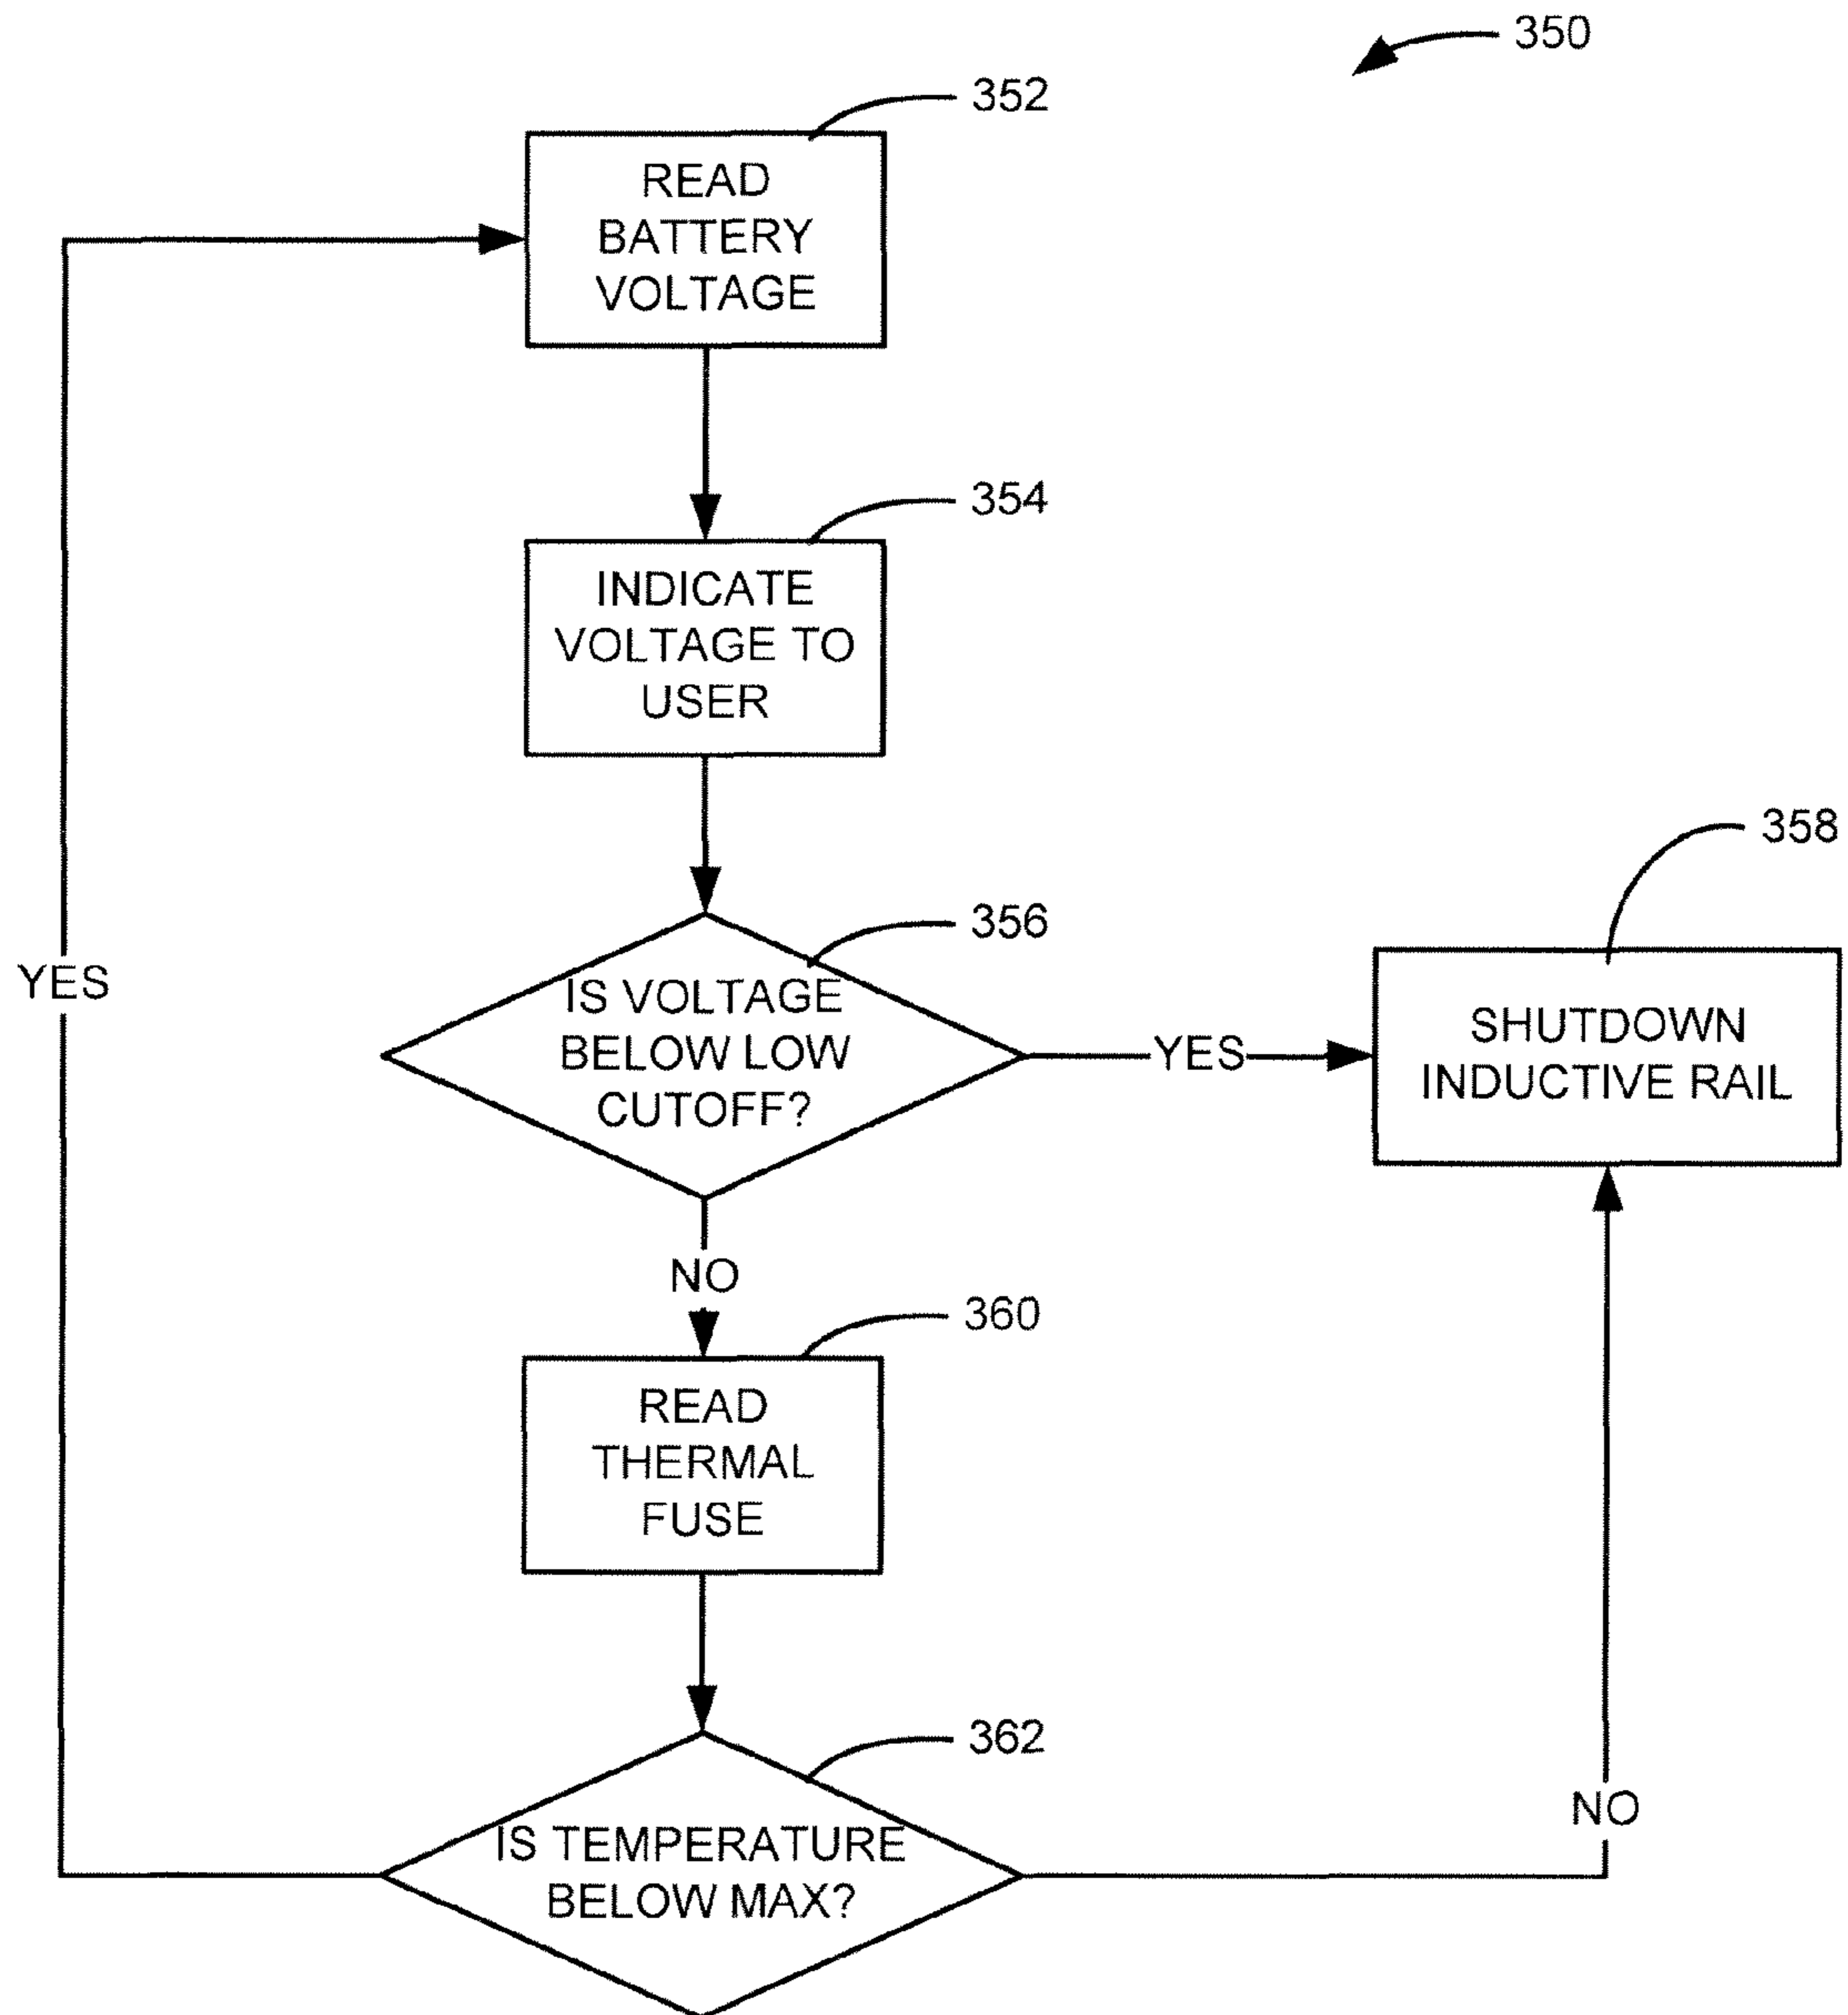 350
352
READ
BATTERY
VOLTAGE
354
INDICATE
VOLTAGE TO
USER
356
IS VOLTAGE
BELOW LOW
CUTOFF?
YES
YES
358
SHUTDOWN
INDUCTIVE RAIL
NO
360
READ
THERMAL
FUSE
362
IS TEMPERATURE
BELOW MAX?
NO